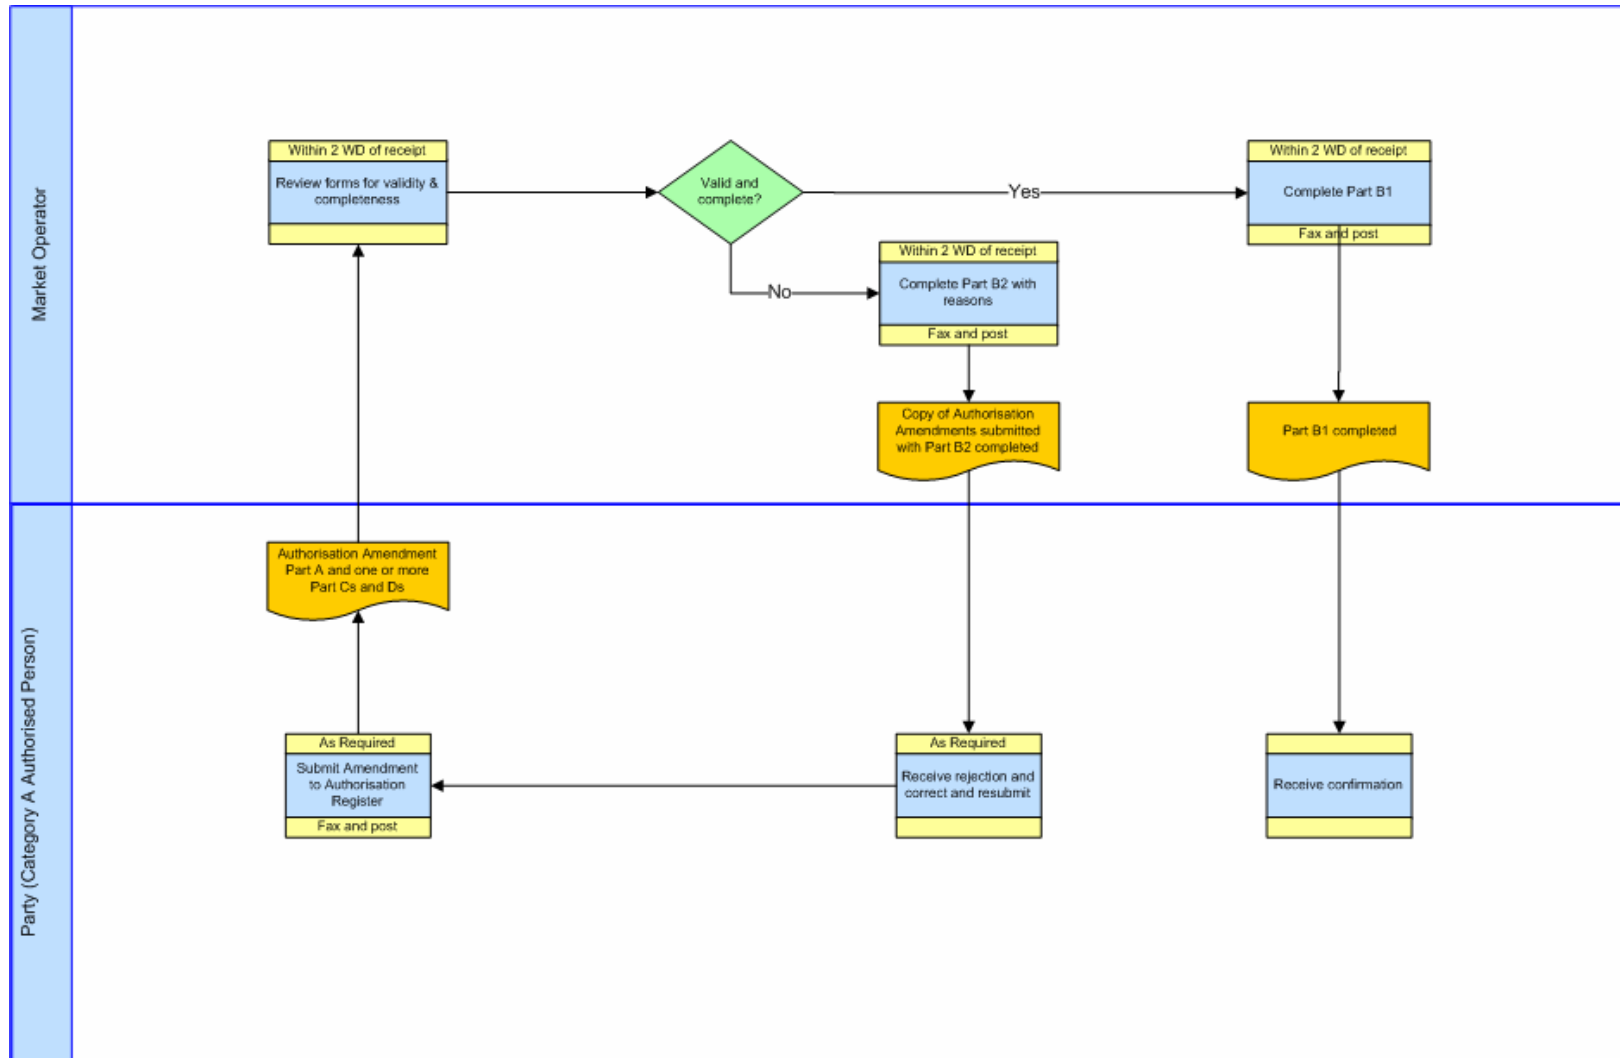 Market Operator
Within 2 WD of receipt
Review forms for validity &
completeness
Valid and
complete?
Yes
Within 2 WD of receipt
Complete Part B1
Fax and post
No
Within 2 WD of receipt
Complete Part B2 with
reasons
Fax and post
Copy of Authorisation
Amendments submitted
with Part B2 completed
Part B1 completed
Party (Category A Authorised Person)
Authorisation Amendment
Part A and one or more
Part Cs and Ds
As Required
Submit Amendment
to Authorisation
Register
Fax and post
As Required
Receive rejection and
correct and resubmit
Receive confirmation